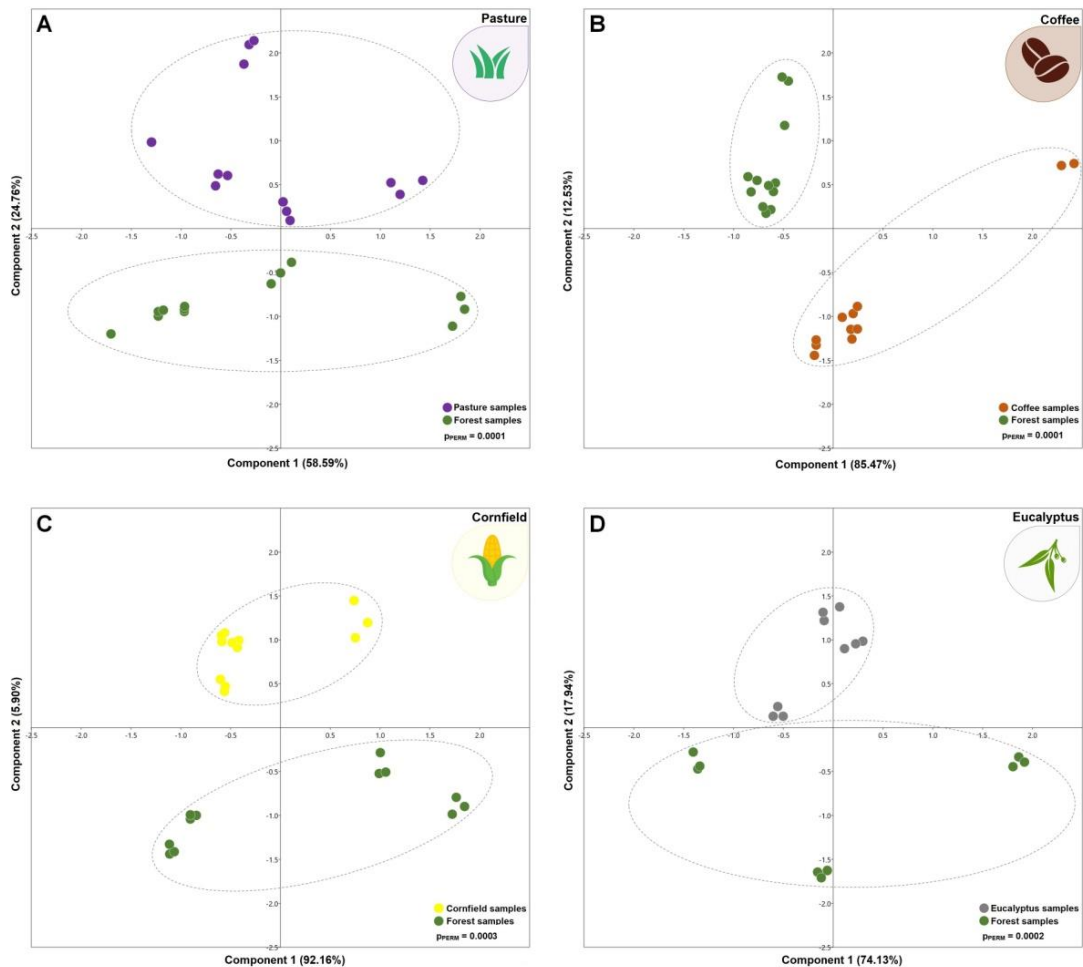 A
Pasture
Component 2 (24.76%)
2.0
1.5
1.0
0.5
-2.5
-2.0
-1.5
-1.0
-0.5
0.5
1.0
1.5
2.0
-0.5
-1.0
-1.5
-2.0
-2.5
Pasture samples
Forest samples
pPERM = 0.0001
Component 1 (58.59%)
B
Coffee
Component 2 (12.53%)
2.0
1.5
1.0
0.5
-2.5
-2.0
-1.5
-1.0
-0.5
0.5
1.0
1.5
2.0
-0.5
-1.0
-1.5
-2.0
-2.5
Coffee samples
Forest samples
pPERM = 0.0001
Component 1 (85.47%)
C
Cornfield
Component 2 (5.90%)
2.0
1.5
1.0
0.5
-2.5
-2.0
-1.5
-1.0
-0.5
0.5
1.0
1.5
2.0
-0.5
-1.0
-1.5
-2.0
-2.5
Cornfield samples
Forest samples
pPERM = 0.0003
Component 1 (92.16%)
D
Eucalyptus
Component 2 (17.94%)
2.0
1.5
1.0
0.5
-2.5
-2.0
-1.5
-1.0
-0.5
0.5
1.0
1.5
2.0
-0.5
-1.0
-1.5
-2.0
-2.5
Eucalyptus samples
Forest samples
pPERM = 0.0002
Component 1 (74.13%)